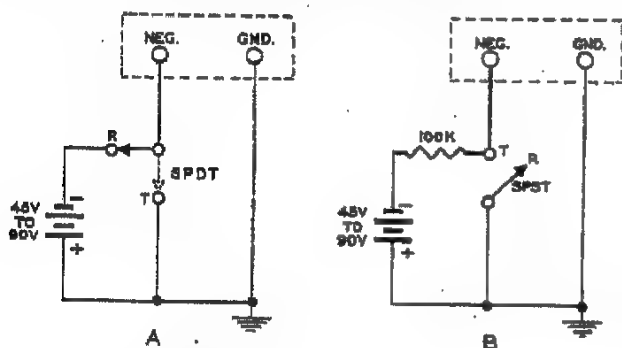 NEG. GND.
R
SPDT
T
45V
TO
90V
-
+
A
NEG. GND.
100K
T
R
SPST
45V
TO
90V
-
+
B